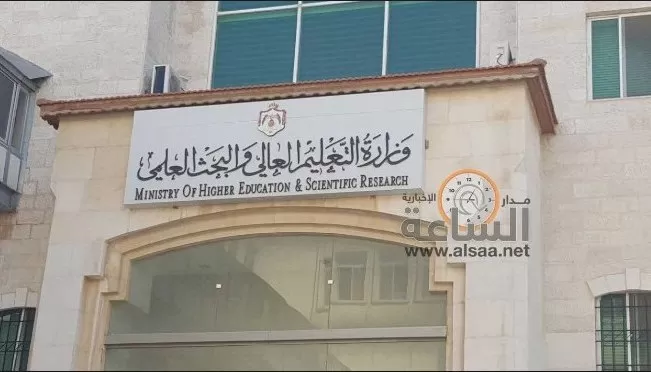 وزارة التعليم العالي والبحث العلمي
MINISTRY OF HIGHER EDUCATION & SCIENTIFIC RESEARCH
مدار
الساعة
الإخبارية
www.alsaa.net